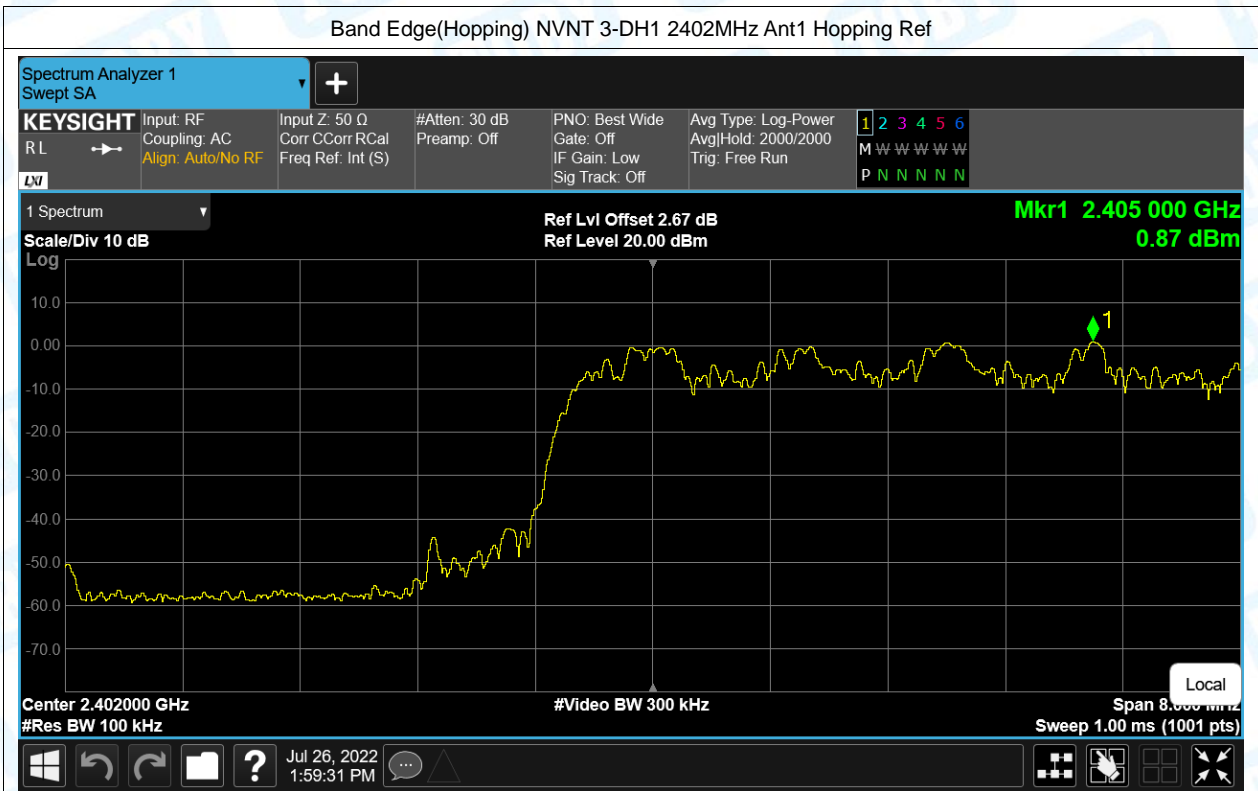 Band Edge(Hopping) NVNT 3-DH1 2402MHz Ant1 Hopping Ref
Spectrum Analyzer 1
Swept SA
KEYSIGHT
R L
LXI
Input: RF
Coupling: AC
Align: Auto/No RF
Input Z: 50 Ω
Corr CCorr RCal
Freq Ref: Int (S)
#Atten: 30 dB
Preamp: Off
PNO: Best Wide
Gate: Off
IF Gain: Low
Sig Track: Off
Avg Type: Log-Power
Avg|Hold: 2000/2000
Trig: Free Run
1 2 3 4 5 6
M W W W W W W
P N N N N N
1 Spectrum
Scale/Div 10 dB
Ref Lvl Offset 2.67 dB
Ref Level 20.00 dBm
Mkr1 2.405 000 GHz
0.87 dBm
Log
10.0
0.00
-10.0
-20.0
-30.0
-40.0
-50.0
-60.0
-70.0
1
Local
Center 2.402000 GHz
#Res BW 100 kHz
#Video BW 300 kHz
Span 8.000 MHz
Sweep 1.00 ms (1001 pts)
?
Jul 26, 2022
1:59:31 PM